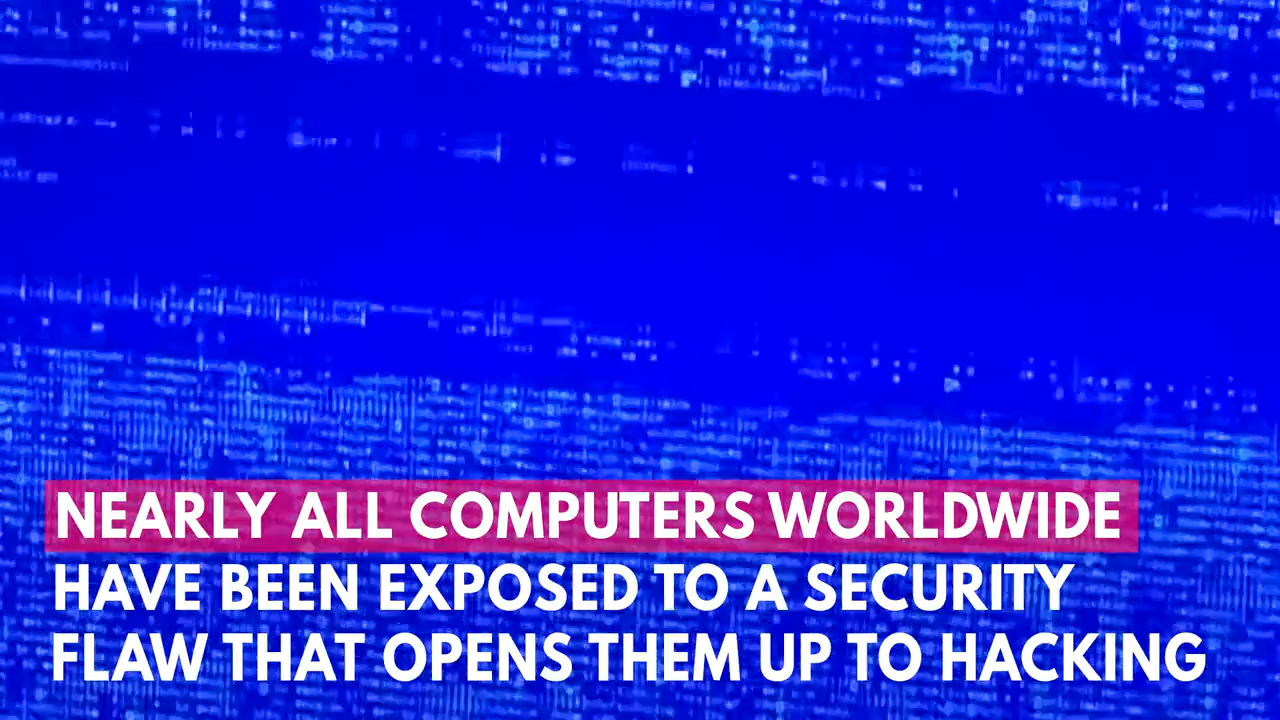 NEARLY ALL COMPUTERS WORLDWIDE
HAVE BEEN EXPOSED TO A SECURITY
FLAW THAT OPENS THEM UP TO HACKING